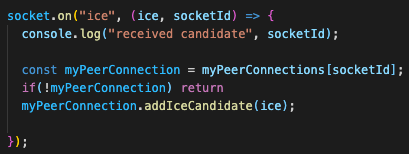 socket.on("ice", (ice, socketId) => {
console.log("received candidate", socketId);
const myPeerConnection = myPeerConnections[socketId];
if(!myPeerConnection) return
myPeerConnection.addIceCandidate(ice);
});